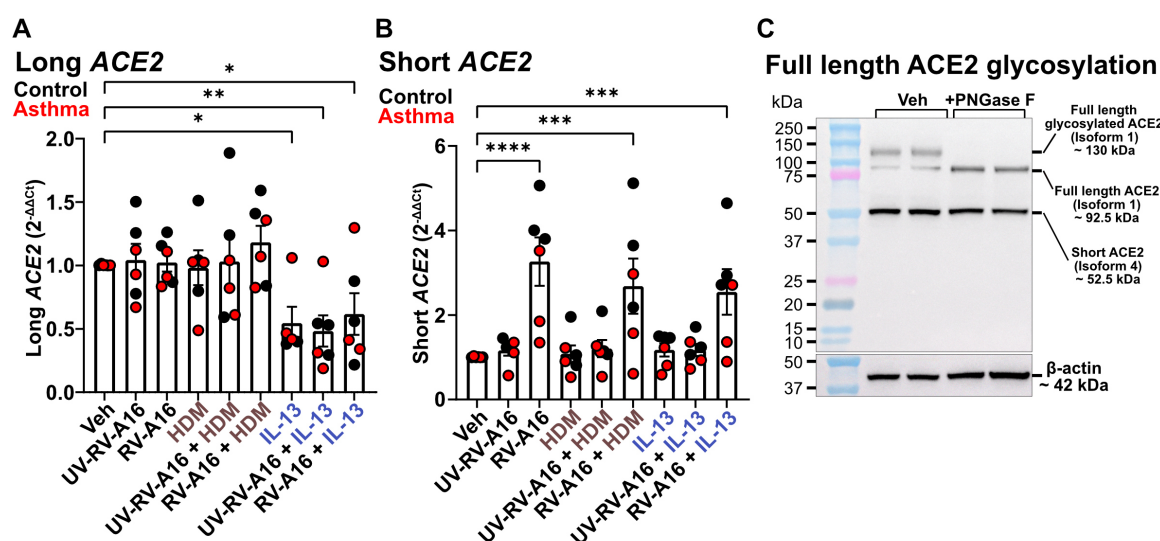 A
Long ACE2
Control
Asthma
*
**
*
Long ACE2 (2-ΔΔCt)
2.0
1.5
1.0
0.5
0.0
Veh
UV-RV-A16
RV-A16
HDM
UV-RV-A16 + HDM
RV-A16 + HDM
IL-13
UV-RV-A16 + IL-13
RV-A16 + IL-13
B
Short ACE2
Control
Asthma
***
***
****
Short ACE2 (2-ΔΔCt)
6
4
2
0
Veh
UV-RV-A16
RV-A16
HDM
UV-RV-A16 + HDM
RV-A16 + HDM
IL-13
UV-RV-A16 + IL-13
RV-A16 + IL-13
C
Full length ACE2 glycosylation
kDa
Veh
+PNGase F
250
150
100
75
50
37
25
20
15
10
50
37
Full length
glycosylated ACE2
(Isoform 1)
~ 130 kDa
Full length ACE2
(Isoform 1)
~ 92.5 kDa
Short ACE2
(Isoform 4)
~ 52.5 kDa
ß-actin
~ 42 kDa